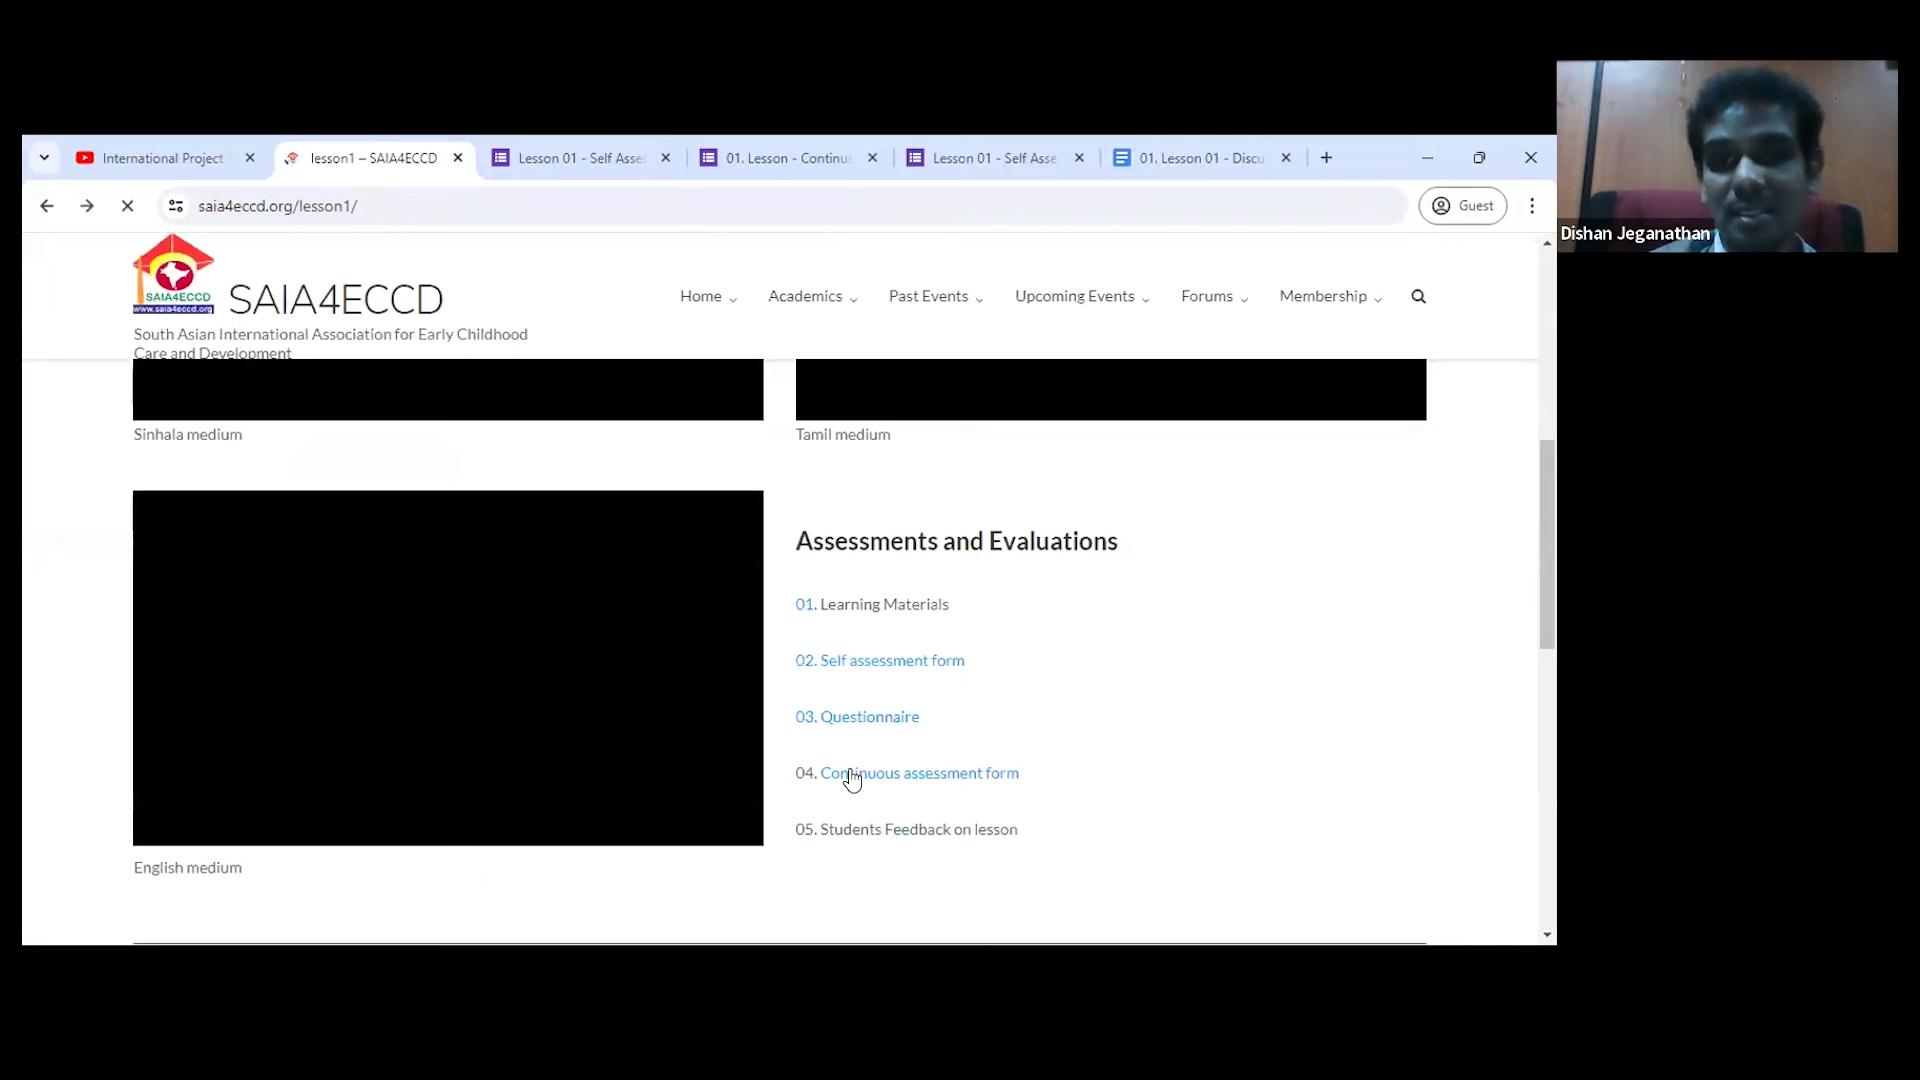 International Project
lesson1 – SAIA4ECCD
Lesson 01 - Self Asse
01. Lesson - Continu
Lesson 01 - Self Asse
01. Lesson 01 - Discu
saia4eccd.org/lesson1/
Guest
SAIA4ECCD
www.saia4eccd.org
SAIA4ECCD
South Asian International Association for Early Childhood
Care and Development
Home
Academics
Past Events
Upcoming Events
Forums
Membership
Dishan Jeganathan
Sinhala medium
Tamil medium
Assessments and Evaluations
01. Learning Materials
02. Self assessment form
03. Questionnaire
04. Continuous assessment form
05. Students Feedback on lesson
English medium